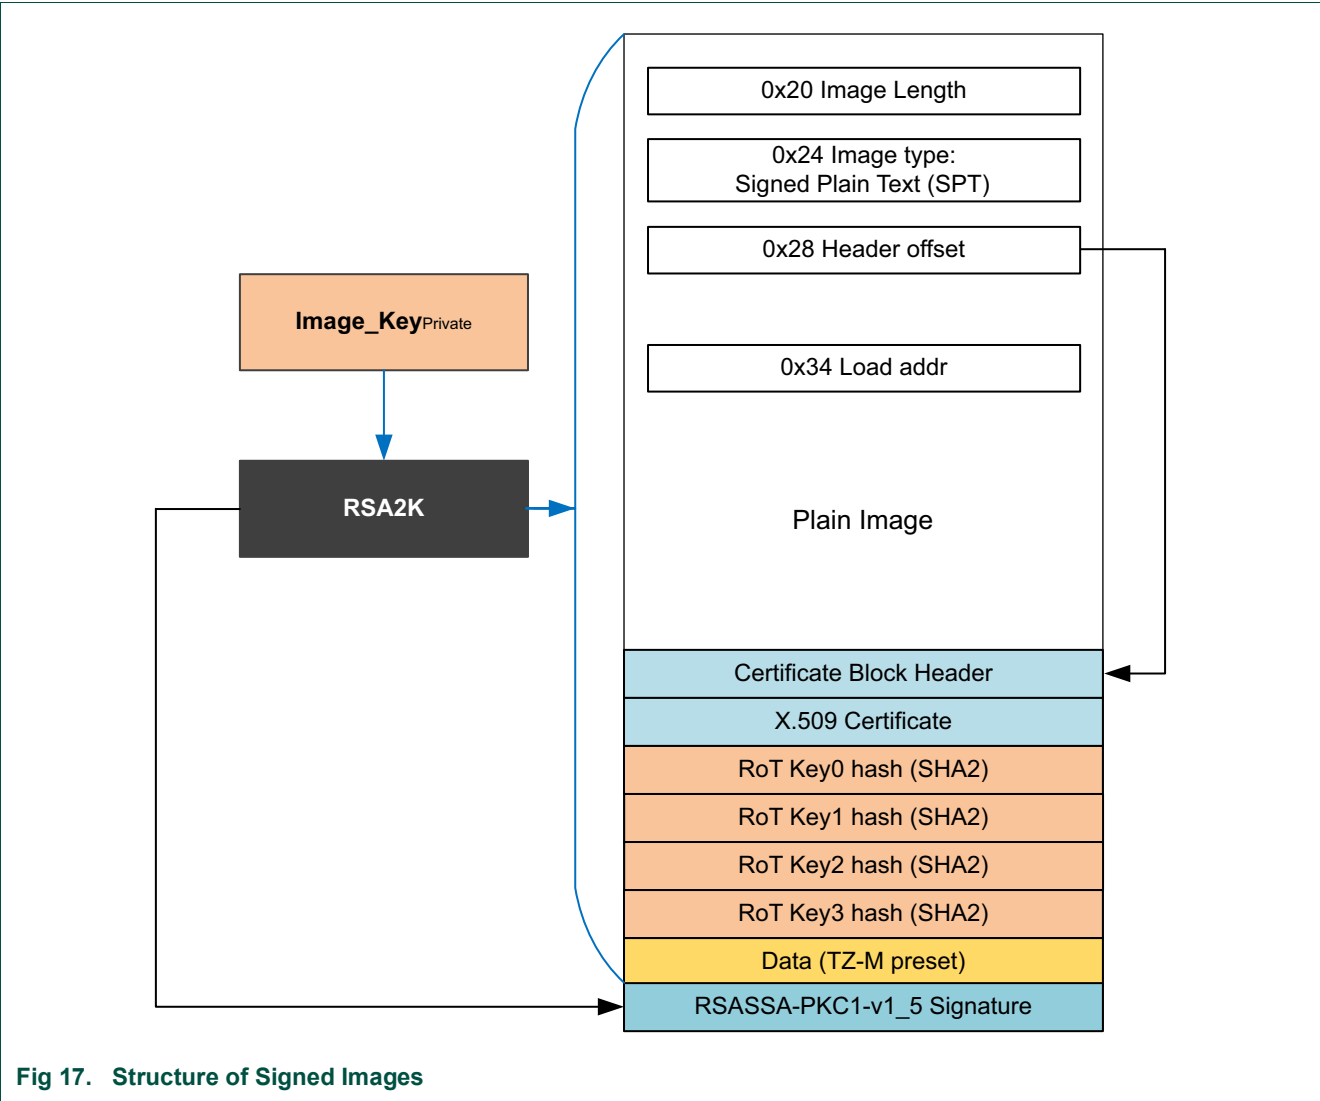 0x20 Image Length
0x24 Image type:
Signed Plain Text (SPT)
0x28 Header offset
Image_KeyPrivate
0x34 Load addr
RSA2K
Plain Image
Certificate Block Header
X.509 Certificate
RoT Key0 hash (SHA2)
RoT Key1 hash (SHA2)
RoT Key2 hash (SHA2)
RoT Key3 hash (SHA2)
Data (TZ-M preset)
RSASSA-PKC1-v1_5 Signature
Fig 17. Structure of Signed Images